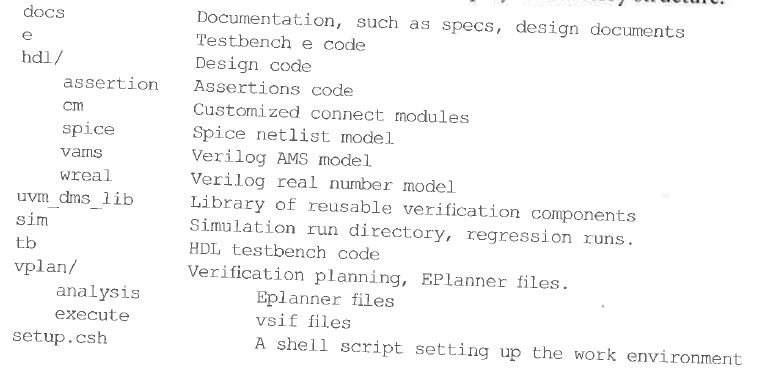 structure.
docs Documentation, such as specs, design documents
e Testbench e code
hdl/ Design code
assertion Assertions code
cm Customized connect modules
spice Spice netlist model
vams Verilog AMS model
wreal Verilog real number model
uvm_dms_lib Library of reusable verification components
sim Simulation run directory, regression runs.
tb HDL testbench code
vplan/ Verification planning, EPlanner files.
analysis Eplanner files
execute vsif files
setup.csh A shell script setting up the work environment